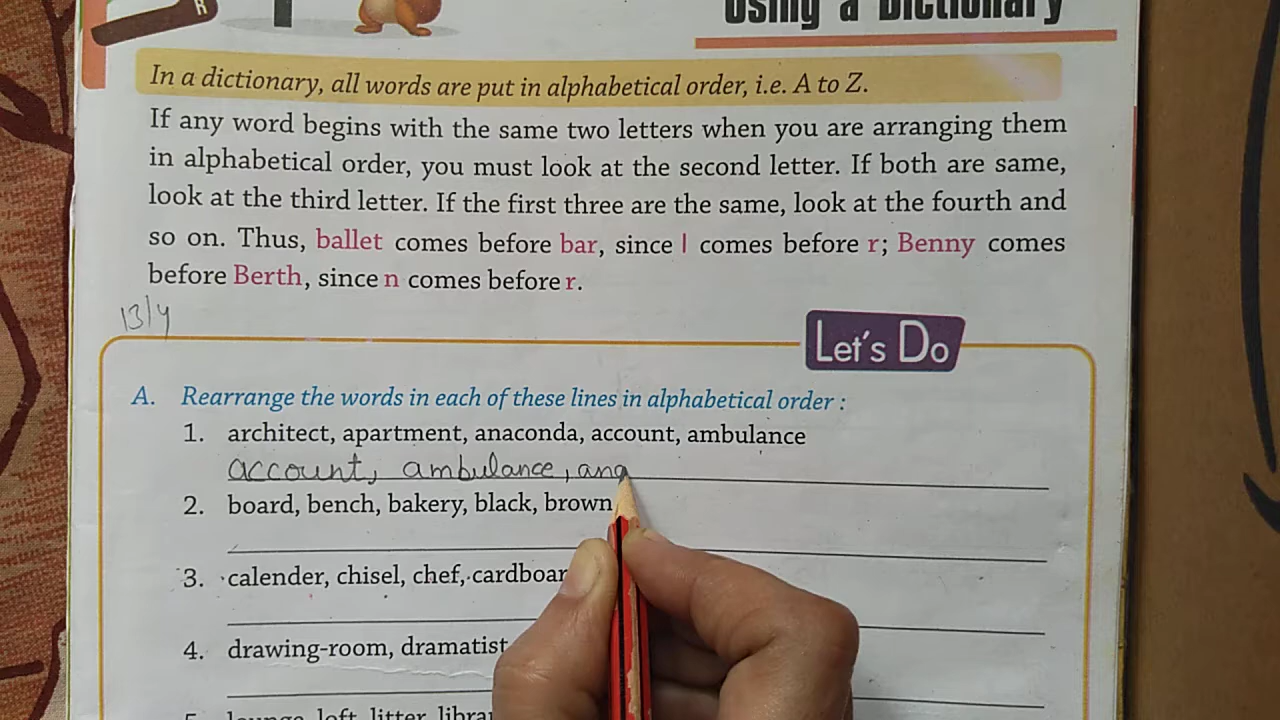 Using a Dictionary
In a dictionary, all words are put in alphabetical order, i.e. A to Z.
If any word begins with the same two letters when you are arranging them
in alphabetical order, you must look at the second letter. If both are same,
look at the third letter. If the first three are the same, look at the fourth and
so on. Thus, ballet comes before bar, since l comes before r; Benny comes
before Berth, since n comes before r.
13/4
Let's Do
A. Rearrange the words in each of these lines in alphabetical order :
1. architect, apartment, anaconda, account, ambulance
account, ambulance, ana
2. board, bench, bakery, black, brown
3. calender, chisel, chef, cardboar
4. drawing-room, dramatist
5. lounge, loft, litter, librar